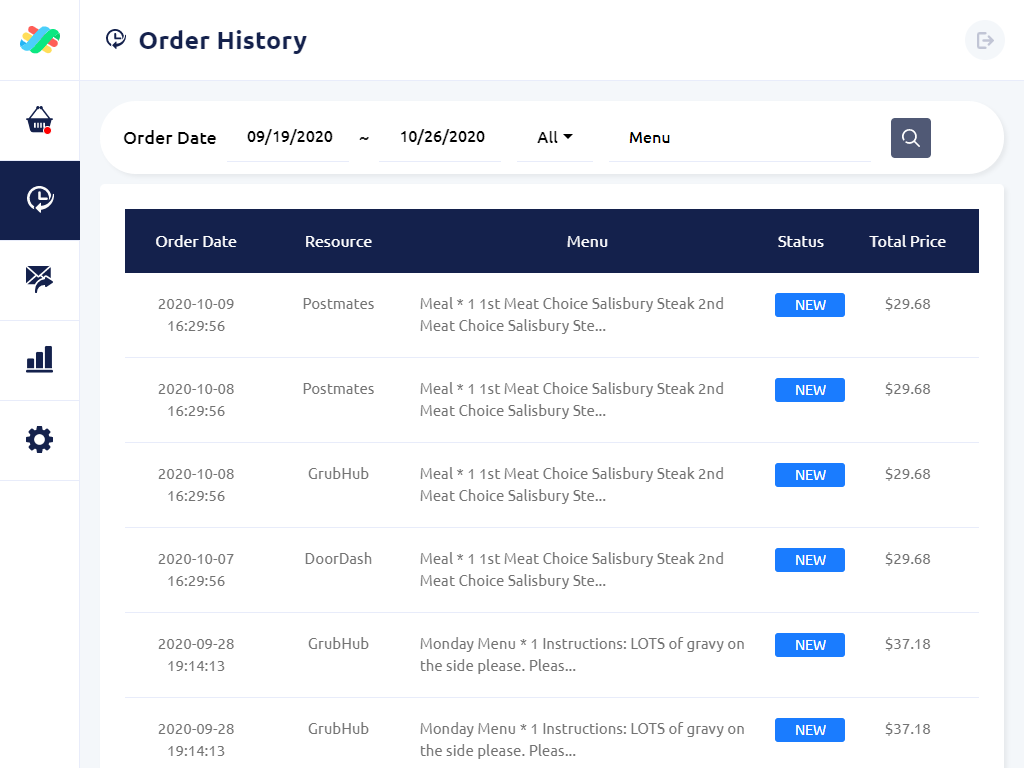 Order History
Order Date 09/19/2020 ~ 10/26/2020 All Menu
Order Date Resource Menu Status Total Price
2020-10-09 Postmates Meal * 1 1st Meat Choice Salisbury Steak 2nd NEW $29.68
16:29:56 Meat Choice Salisbury Ste...
2020-10-08 Postmates Meal * 1 1st Meat Choice Salisbury Steak 2nd NEW $29.68
16:29:56 Meat Choice Salisbury Ste...
2020-10-08 GrubHub Meal * 1 1st Meat Choice Salisbury Steak 2nd NEW $29.68
16:29:56 Meat Choice Salisbury Ste...
2020-10-07 DoorDash Meal * 1 1st Meat Choice Salisbury Steak 2nd NEW $29.68
16:29:56 Meat Choice Salisbury Ste...
2020-09-28 GrubHub Monday Menu * 1 Instructions: LOTS of gravy on NEW $37.18
19:14:13 the side please. Pleas...
2020-09-28 GrubHub Monday Menu * 1 Instructions: LOTS of gravy on NEW $37.18
19:14:13 the side please. Pleas...